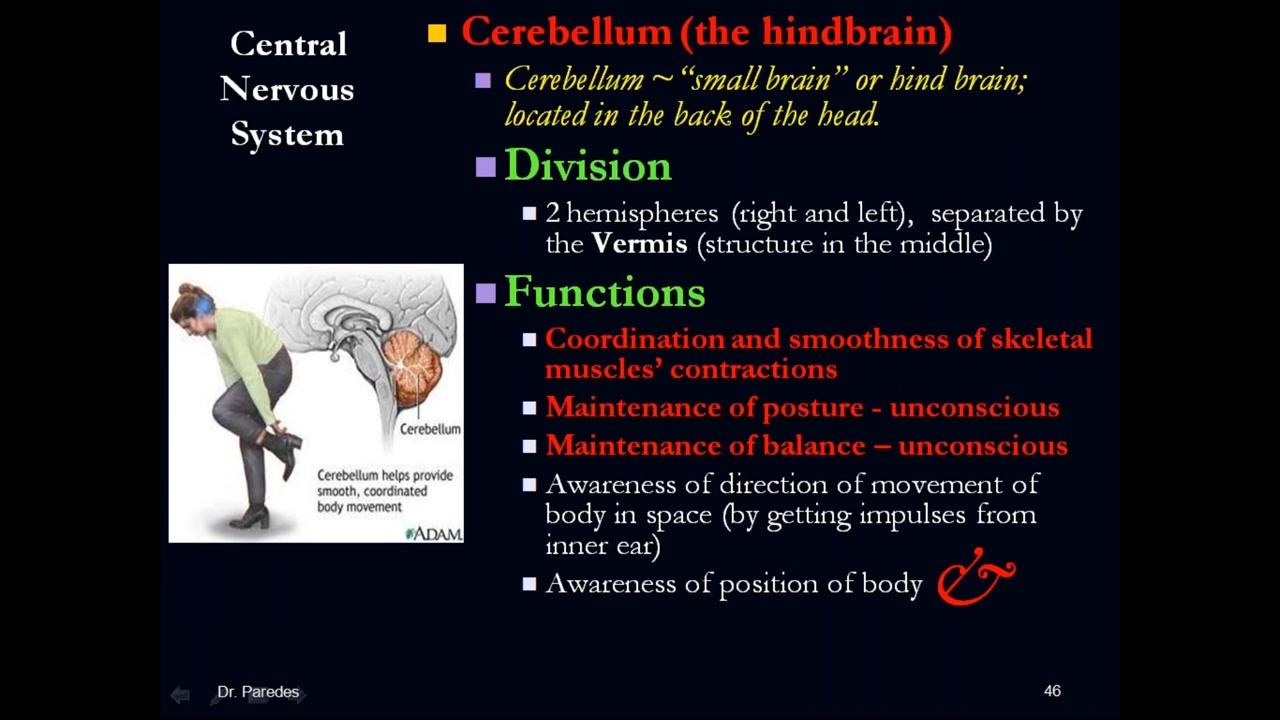 Central
Nervous
System
Cerebellum (the hindbrain)
Cerebellum ~ “small brain” or hind brain;
located in the back of the head.
Division
2 hemispheres (right and left), separated by
the Vermis (structure in the middle)
Functions
Coordination and smoothness of skeletal
muscles’ contractions
Maintenance of posture - unconscious
Maintenance of balance – unconscious
Awareness of direction of movement of
body in space (by getting impulses from
inner ear)
Awareness of position of body &
Cerebellum
Cerebellum helps provide
smooth, coordinated
body movement
ADAM
Dr. Paredes
46